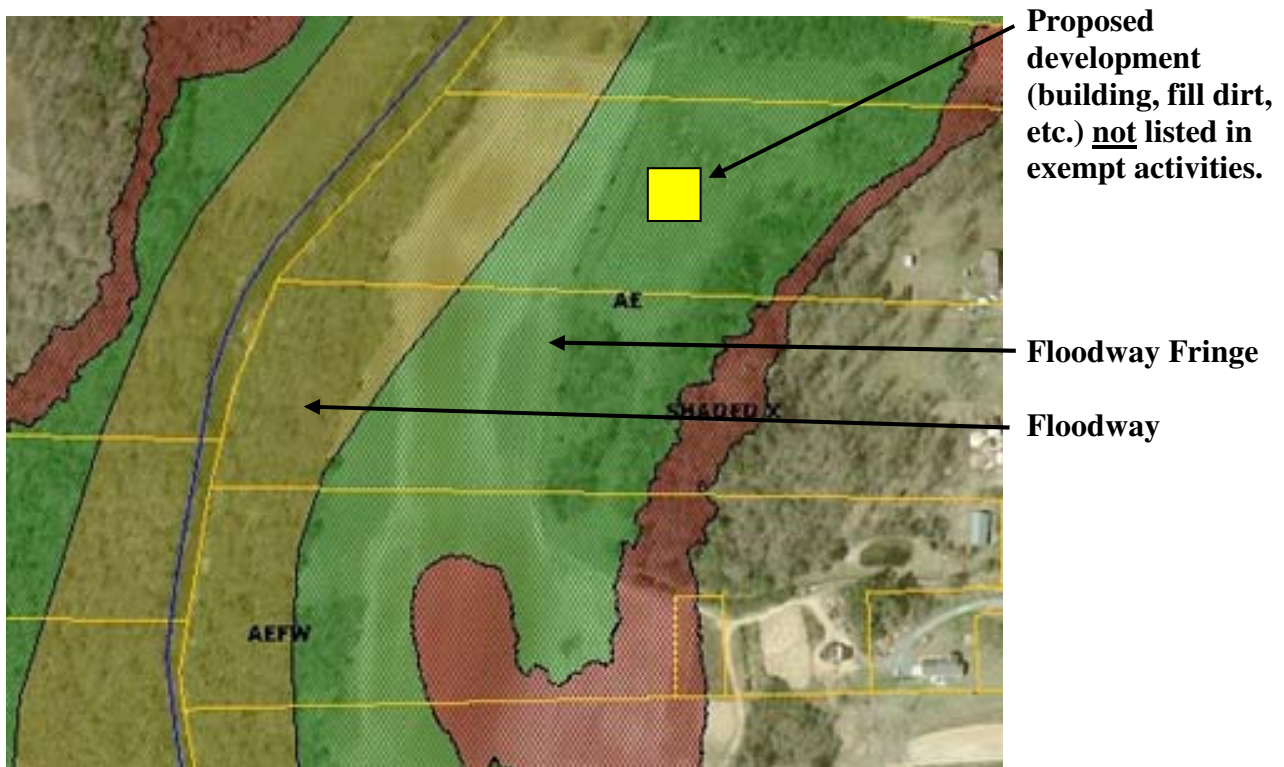 Proposed
development
(building, fill dirt,
etc.) not listed in
exempt activities.
AE
Floodway Fringe
SHADED X
Floodway
AEFW